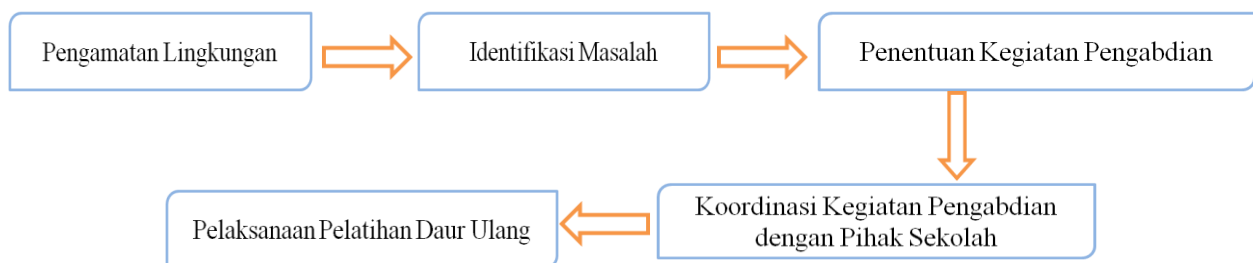 Pengamatan Lingkungan
Identifikasi Masalah
Penentuan Kegiatan Pengabdian
Koordinasi Kegiatan Pengabdian
dengan Pihak Sekolah
Pelaksanaan Pelatihan Daur Ulang